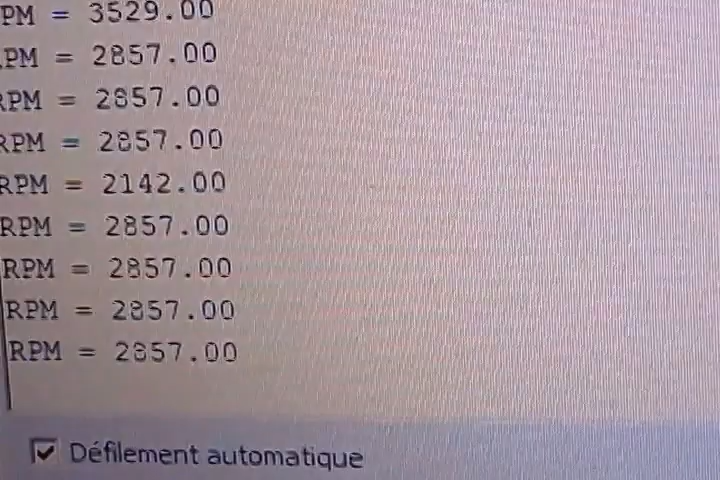 PM = 3529.00
PM = 2857.00
RPM = 2857.00
RPM = 2857.00
RPM = 2142.00
RPM = 2857.00
RPM = 2857.00
RPM = 2857.00
RPM = 2857.00
Défilement automatique